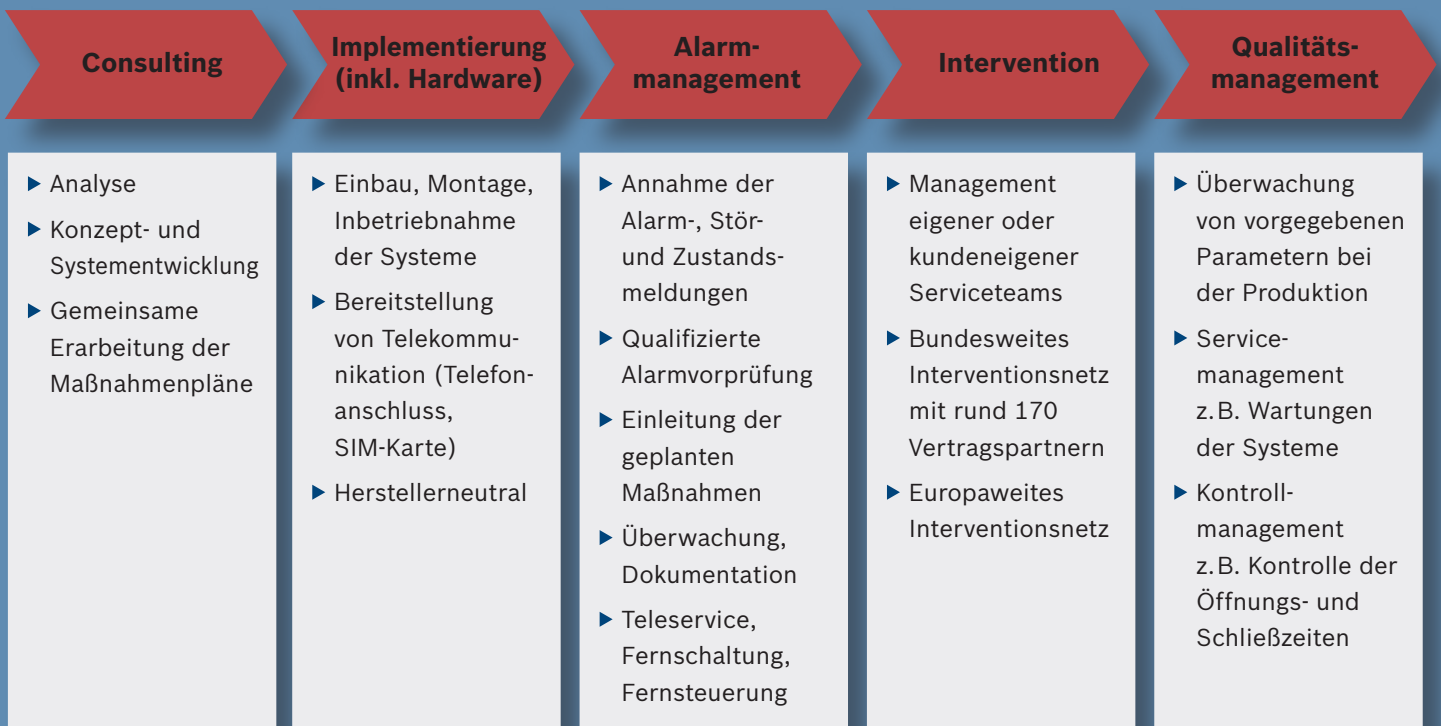 Consulting
Analyse
Konzept- und
Systementwicklung
Gemeinsame
Erarbeitung der
Maßnahmenpläne
Implementierung
(inkl. Hardware)
Einbau, Montage,
Inbetriebnahme
der Systeme
Bereitstellung
von Telekommu-
nikation (Telefon-
anschluss,
SIM-Karte)
Herstellerneutral
Alarm-
management
Annahme der
Alarm-, Stör-
und Zustands-
meldungen
Qualifizierte
Alarmvorprüfung
Einleitung der
geplanten
Maßnahmen
Überwachung,
Dokumentation
Teleservice,
Fernschaltung,
Fernsteuerung
Intervention
Management
eigener oder
kundeneigener
Serviceteams
Bundesweites
Interventionsnetz
mit rund 170
Vertragspartnern
Europaweites
Interventionsnetz
Qualitäts-
management
Überwachung
von vorgegebenen
Parametern bei
der Produktion
Service-
management
z.B. Wartungen
der Systeme
Kontroll-
management
z.B. Kontrolle der
Öffnungs- und
Schließzeiten